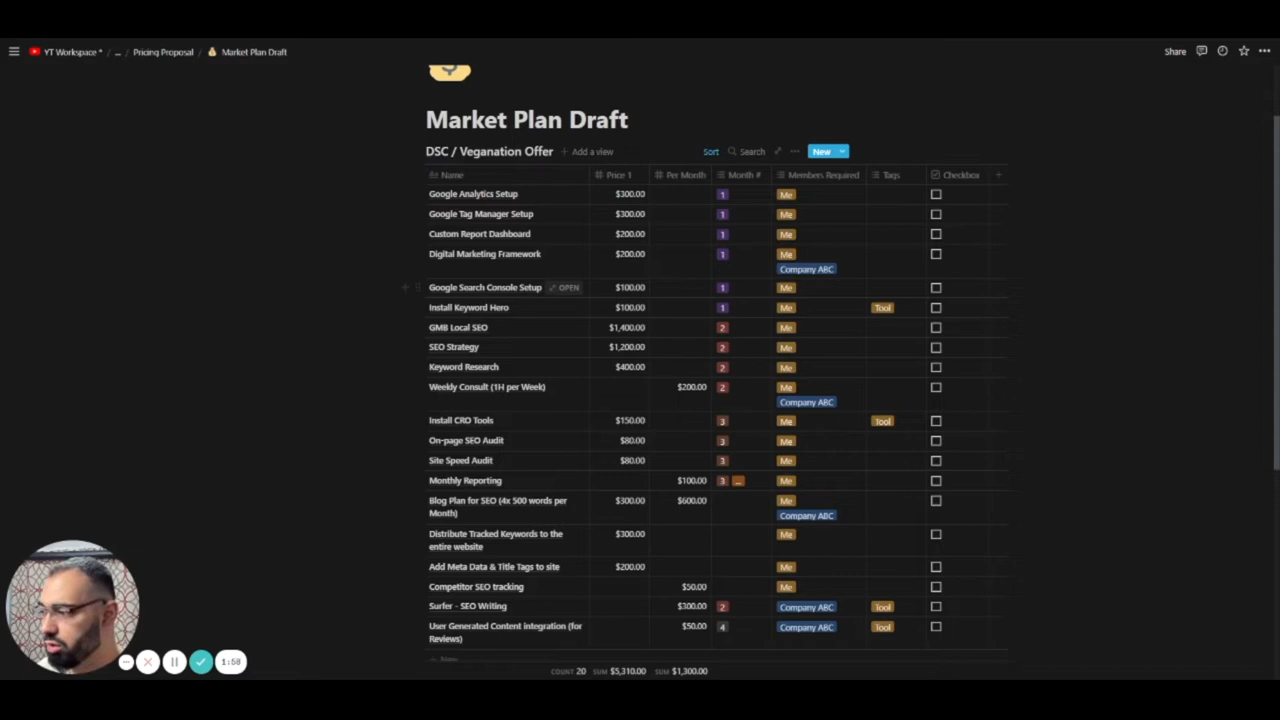 YT Workspace * / ... / Pricing Proposal / Market Plan Draft Share
Market Plan Draft
DSC / Veganation Offer + Add a view Sort Search ... New
Name Price 1 Per Month Month # Members Required Tags Checkbox +
Google Analytics Setup $300.00 1 Me
Google Tag Manager Setup $300.00 1 Me
Custom Report Dashboard $200.00 1 Me
Digital Marketing Framework $200.00 1 Me
Company ABC
Google Search Console Setup OPEN $100.00 1 Me
Install Keyword Hero $100.00 1 Me Tool
GMB Local SEO $1,400.00 2 Me
SEO Strategy $1,200.00 2 Me
Keyword Research $400.00 2 Me
Weekly Consult (1H per Week) $200.00 2 Me
Company ABC
Install CRO Tools $150.00 3 Me Tool
On-page SEO Audit $80.00 3 Me
Site Speed Audit $80.00 3 Me
Monthly Reporting $100.00 3 ... Me
Blog Plan for SEO (4x 500 words per $300.00 $600.00 Me
Month) Company ABC
Distribute Tracked Keywords to the $300.00 Me
entire website
Add Meta Data & Title Tags to site $200.00 Me
Competitor SEO tracking $50.00 Me
Surfer - SEO Writing $300.00 2 Company ABC Tool
User Generated Content integration (for $50.00 4 Company ABC Tool
Reviews)
+ New
COUNT 20 SUM $5,310.00 SUM $1,300.00
1:58